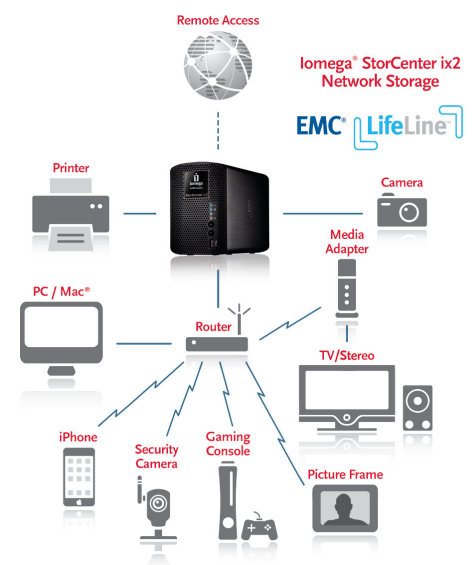 Remote Access
Iomega® StorCenter ix2
Network Storage
EMC® LifeLine™
Printer
iomega
Camera
Media
Adapter
PC / Mac®
Router
TV/Stereo
iPhone
Security
Camera
Gaming
Console
Picture Frame